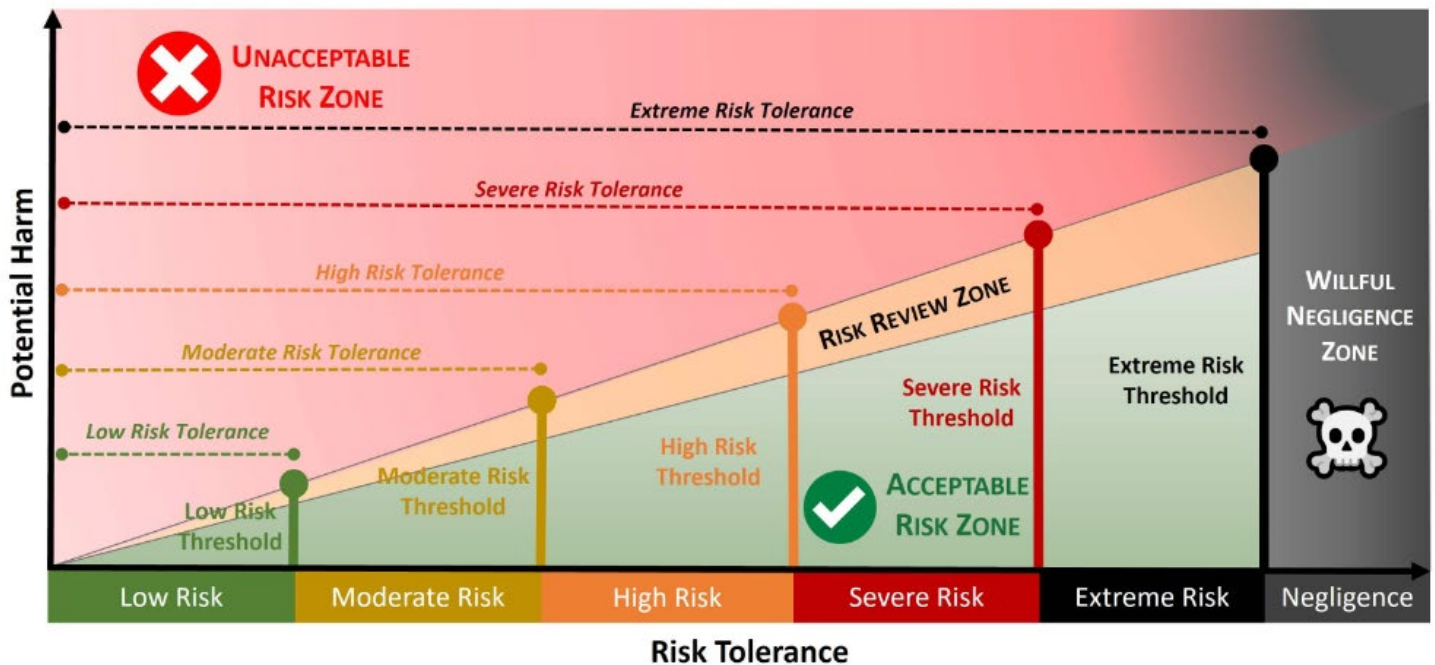 UNACCEPTABLE
RISK ZONE
Extreme Risk Tolerance
Severe Risk Tolerance
High Risk Tolerance
Moderate Risk Tolerance
Low Risk Tolerance
Potential Harm
RISK REVIEW ZONE
WILLFUL
NEGLIGENCE
ZONE
Extreme Risk
Threshold
Severe Risk
Threshold
High Risk
Threshold
Moderate Risk
Threshold
Low Risk
Threshold
ACCEPTABLE
RISK ZONE
Low Risk
Moderate Risk
High Risk
Severe Risk
Extreme Risk
Negligence
Risk Tolerance